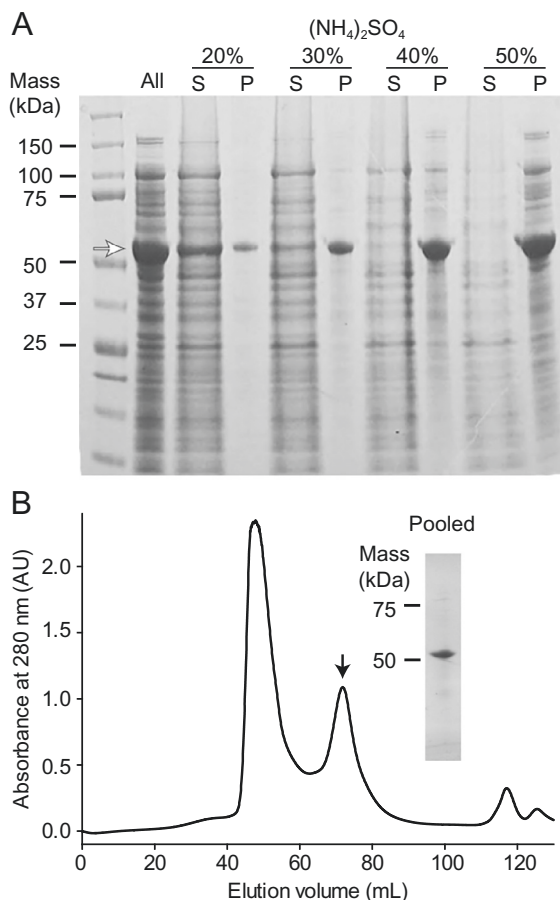 A
(NH₄)₂SO₄
Mass (kDa)
All
20%
30%
40%
50%
S P S P S P S P
150
100
75
50
37
25
B
Pooled
Mass (kDa)
75
50
Absorbance at 280 nm (AU)
2.0
1.5
1.0
0.5
0.0
0 20 40 60 80 100 120
Elution volume (mL)